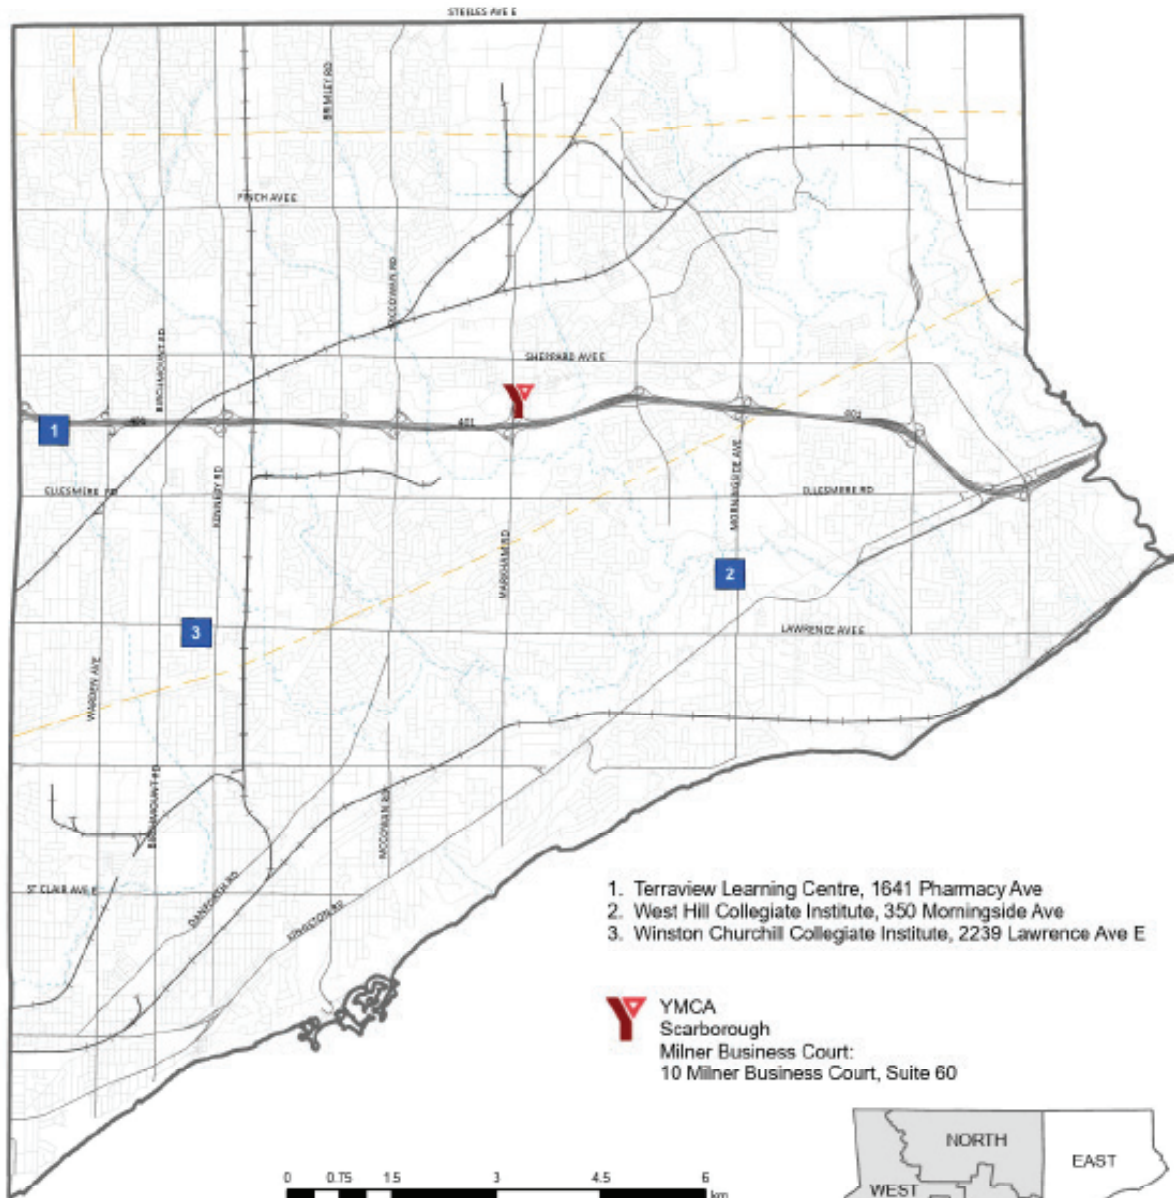 STEELES AVE E
BRIMLEY RD
FINCH AVE E
MCCOWAN RD
BIRCHMOUNT RD
SHEPPARD AVE E
401
401
1
ELLESMERE RD
KENNEDY RD
MARKHAM RD
MORNINGSIDE AVE
ELLESMERE RD
2
3
LAWRENCE AVE E
WARDEN AVE
BIRCHMOUNT RD
MCCOWAN RD
ST CLAIR AVE E
DANFORTH RD
KINGSTON RD
1. Terraview Learning Centre, 1641 Pharmacy Ave
2. West Hill Collegiate Institute, 350 Morningside Ave
3. Winston Churchill Collegiate Institute, 2239 Lawrence Ave E
YMCA
Scarborough
Milner Business Court:
10 Milner Business Court, Suite 60
0 0.75 1.5 3 4.5 6
km
NORTH
EAST
WEST